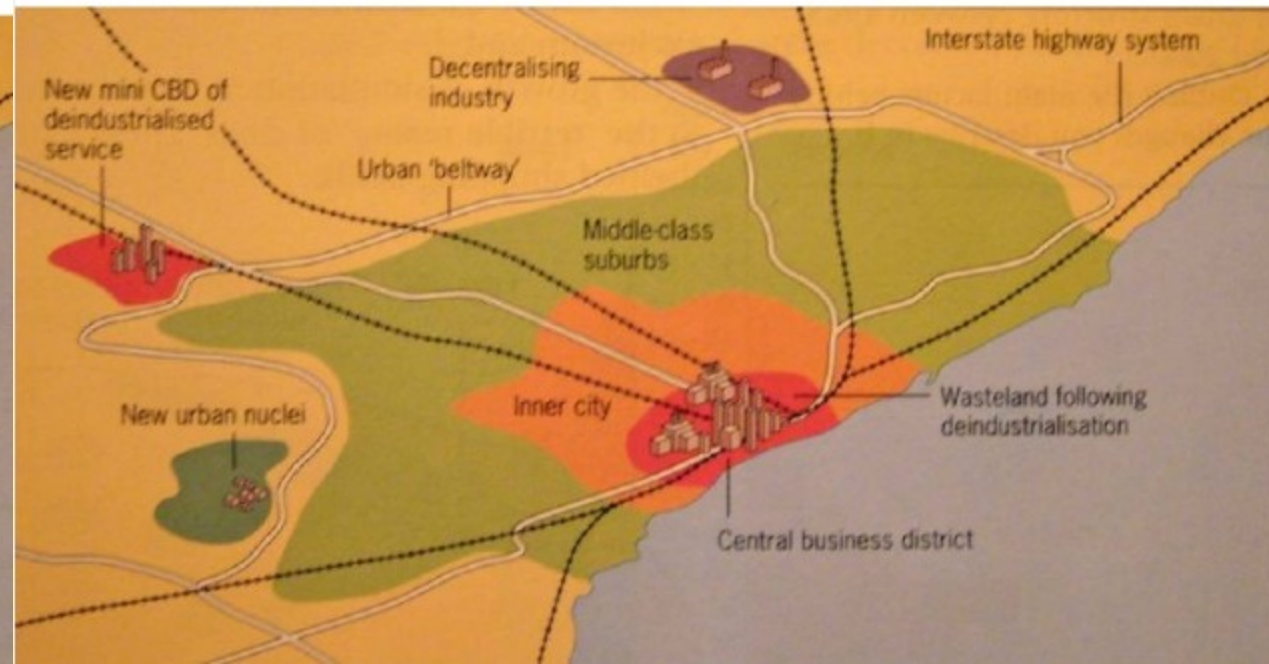 Interstate highway system
Decentralising
industry
New mini CBD of
deindustrialised
service
Urban 'beltway'
Middle-class
suburbs
New urban nuclei
Inner city
Wasteland following
deindustrialisation
Central business district